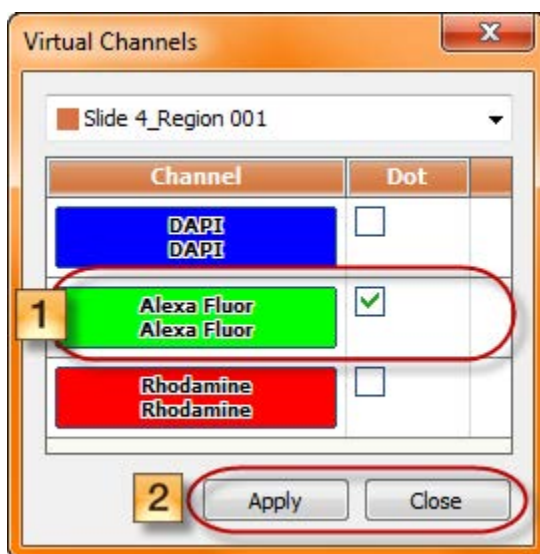 Virtual Channels
Slide 4_Region 001
Channel Dot
DAPI
DAPI
1
Alexa Fluor
Alexa Fluor
Rhodamine
Rhodamine
2 Apply Close